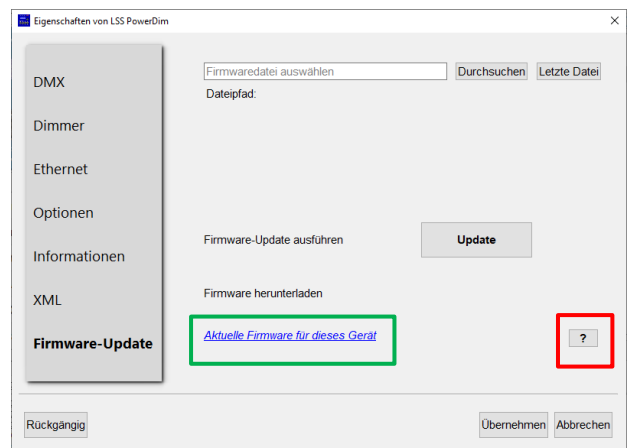 Eigenschaften von LSS PowerDim
DMX
Dimmer
Ethernet
Optionen
Informationen
XML
Firmware-Update
Firmwaredatei auswählen Durchsuchen Letzte Datei
Dateipfad:
Firmware-Update ausführen Update
Firmware herunterladen
Aktuelle Firmware für dieses Gerät ?
Rückgängig Übernehmen Abbrechen